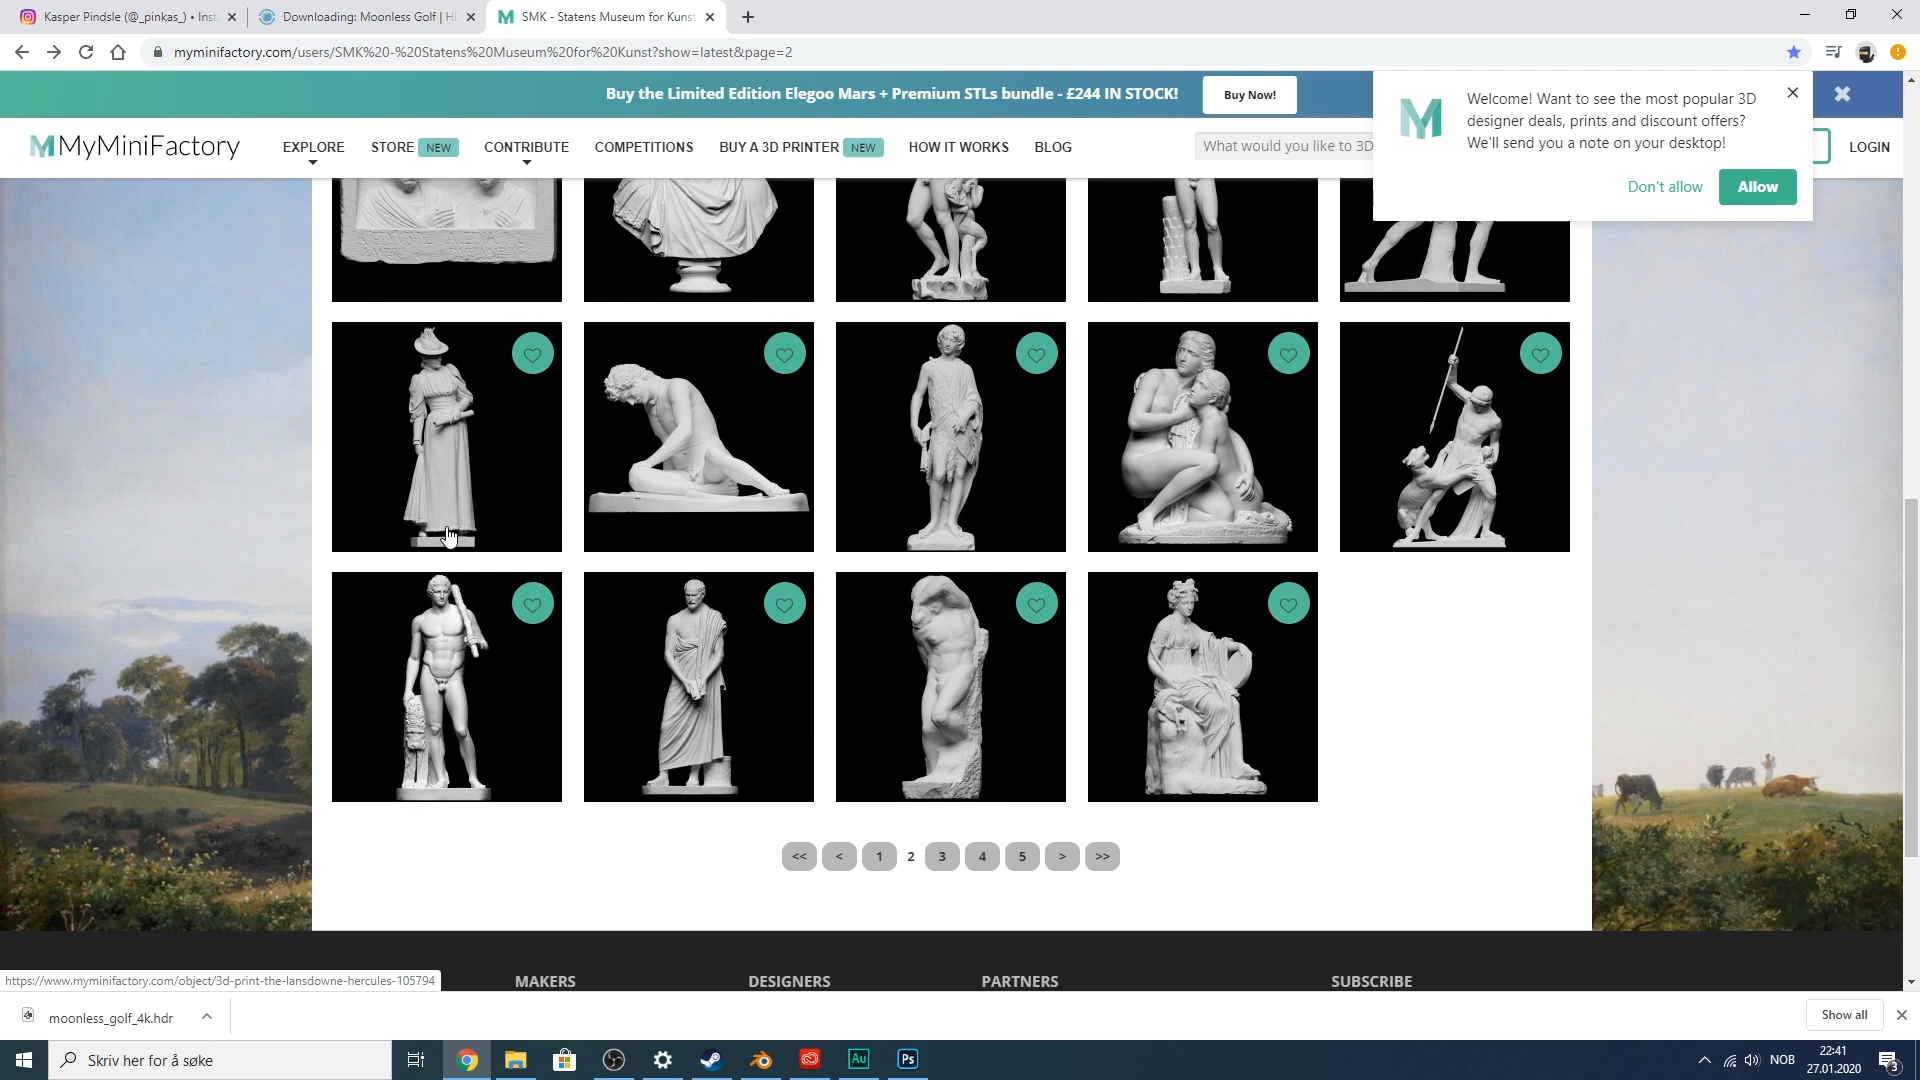 Kasper Pindsle (@_pinkas_) • Inst
Downloading: Moonless Golf | HD
SMK - Statens Museum for Kunst
myminifactory.com/users/SMK%20-%20Statens%20Museum%20for%20Kunst?show=latest&page=2
Buy the Limited Edition Elegoo Mars + Premium STLs bundle - £244 IN STOCK!
Buy Now!
Welcome! Want to see the most popular 3D
designer deals, prints and discount offers?
We'll send you a note on your desktop!
Don't allow
Allow
MyMiniFactory
EXPLORE
STORE NEW
CONTRIBUTE
COMPETITIONS
BUY A 3D PRINTER NEW
HOW IT WORKS
BLOG
What would you like to 3D
LOGIN
<< < 1 2 3 4 5 > >>
https://www.myminifactory.com/object/3d-print-the-lansdowne-hercules-105794
MAKERS
DESIGNERS
PARTNERS
SUBSCRIBE
moonless_golf_4k.hdr
Show all
Skriv her for å søke
Au
Ps
NOB
22:41
27.01.2020
3